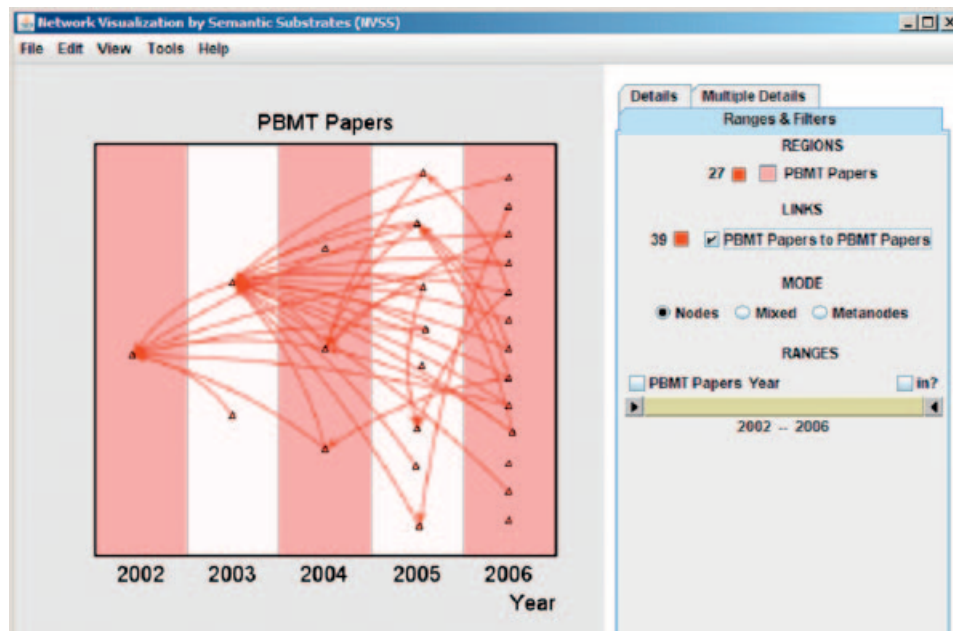 Network Visualization by Semantic Substrates (NVSS)
File Edit View Tools Help
PBMT Papers
2002 2003 2004 2005 2006
Year
Details Multiple Details
Ranges & Filters
REGIONS
27 PBMT Papers
LINKS
39 PBMT Papers to PBMT Papers
MODE
Nodes Mixed Metanodes
RANGES
PBMT Papers Year in?
2002 -- 2006